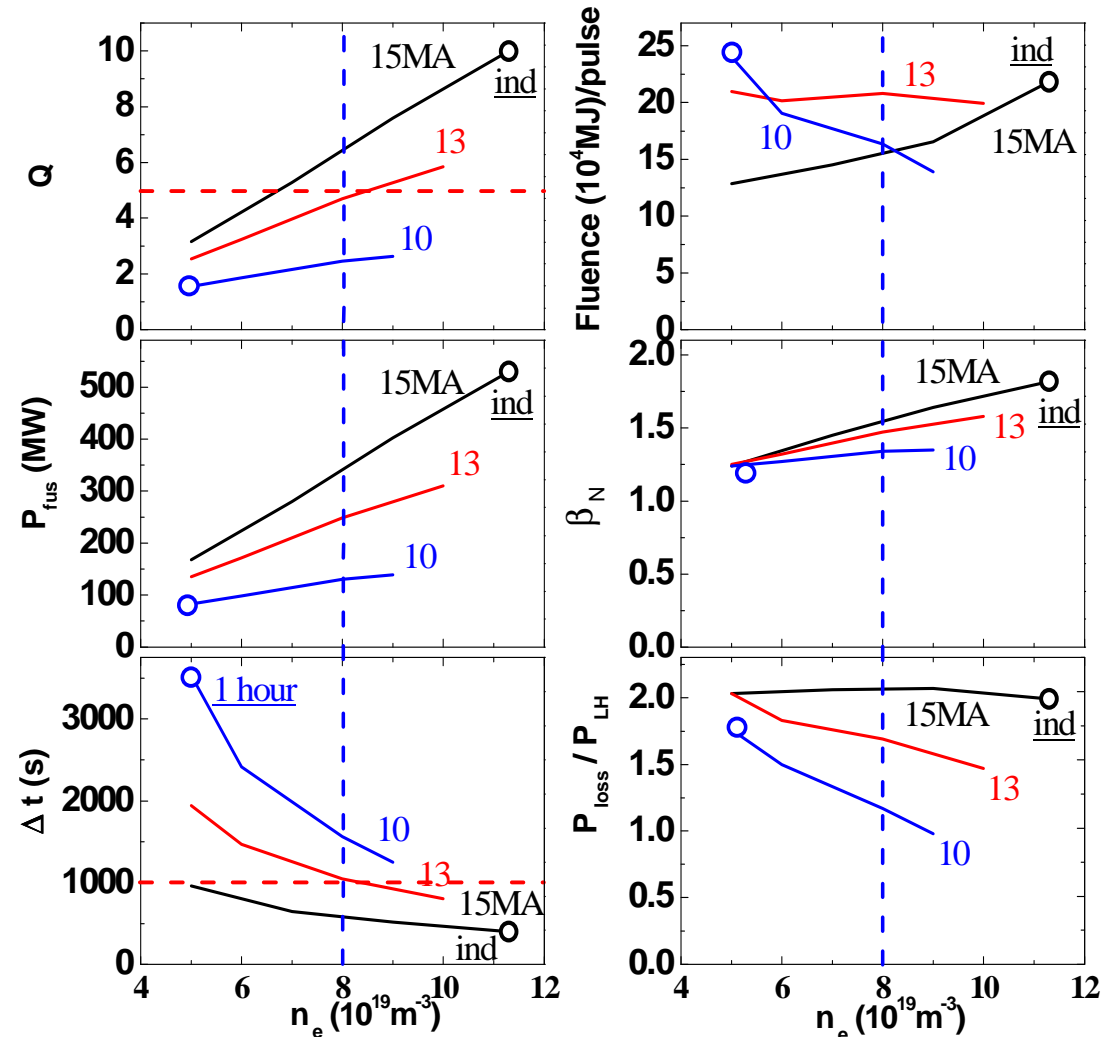 Q
10
8
6
4
2
0
15MA
ind
13
10
Fluence (10⁴MJ)/pulse
25
20
15
10
5
0
ind
13
10
15MA
P_fus (MW)
500
400
300
200
100
0
15MA
ind
13
10
β_N
2.0
1.5
1.0
0.5
0.0
15MA
ind
13
10
Δ t (s)
3000
2000
1000
0
1 hour
10
13
15MA
ind
4 6 8 10 12
n_e (10¹⁹m⁻³)
P_loss / P_LH
2.0
1.5
1.0
0.5
0.0
15MA
ind
13
10
4 6 8 10 12
n_e (10¹⁹m⁻³)